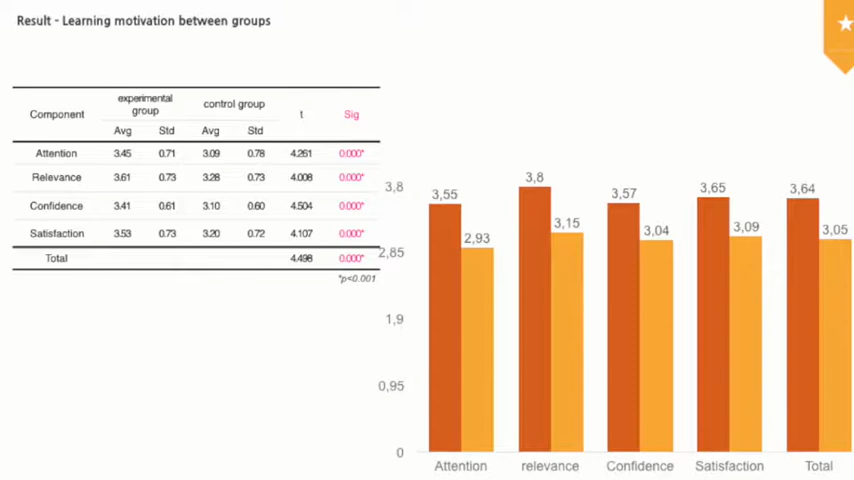 Result - Learning motivation between groups
Component experimental group control group t Sig
Avg Std Avg Std
Attention 3.45 0.71 3.09 0.78 4.261 0.000*
Relevance 3.61 0.73 3.28 0.73 4.008 0.000*
Confidence 3.41 0.61 3.10 0.60 4.504 0.000*
Satisfaction 3.53 0.73 3.20 0.72 4.107 0.000*
Total 4.498 0.000*
*p<0.001
3,8
2,85
1,9
0,95
0
3,55 2,93 3,8 3,15 3,57 3,04 3,65 3,09 3,64 3,05
Attention relevance Confidence Satisfaction Total